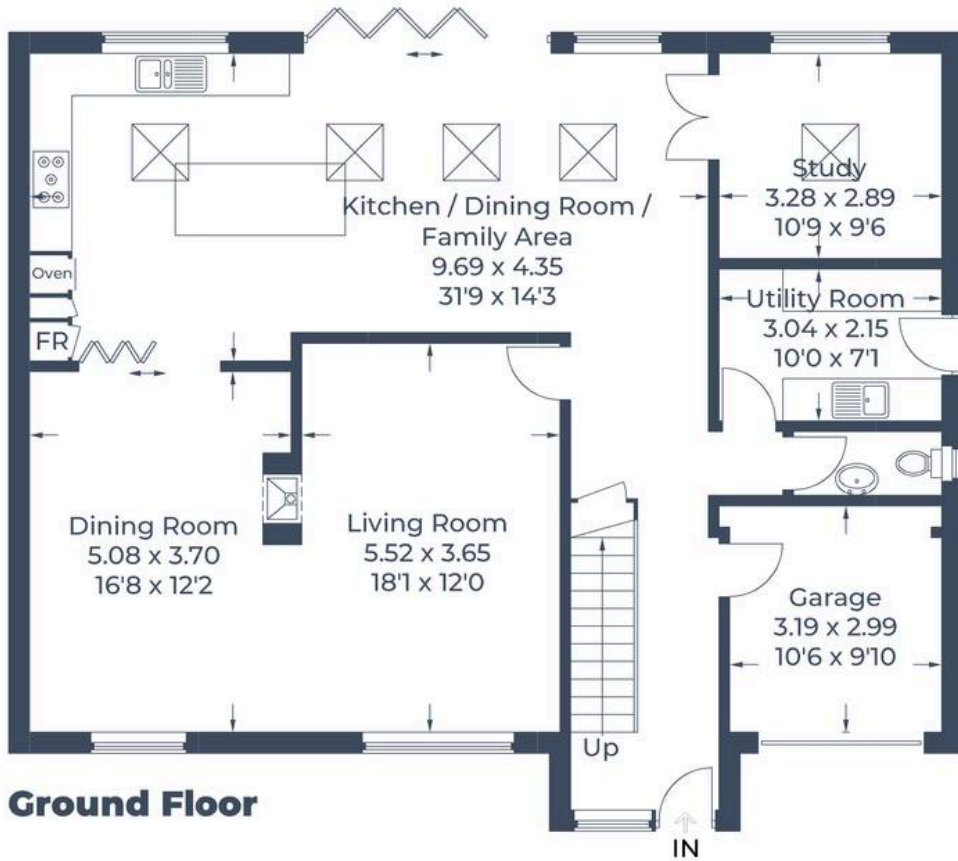 Study
3.28 x 2.89
10'9 x 9'6
Kitchen / Dining Room /
Family Area
9.69 x 4.35
31'9 x 14'3
Oven
FR
Utility Room
3.04 x 2.15
10'0 x 7'1
Dining Room
5.08 x 3.70
16'8 x 12'2
Living Room
5.52 x 3.65
18'1 x 12'0
Garage
3.19 x 2.99
10'6 x 9'10
Up
Ground Floor
IN